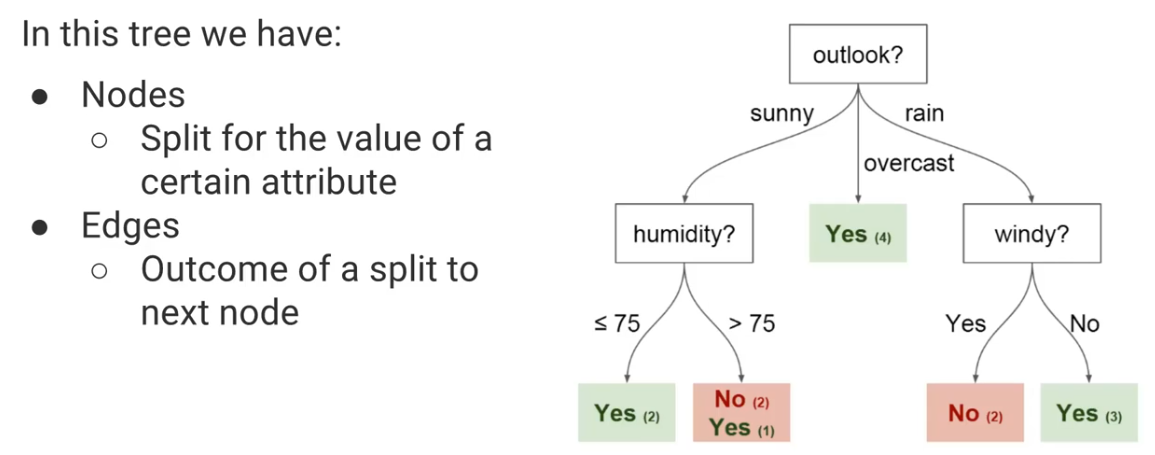 In this tree we have:
● Nodes
○ Split for the value of a
certain attribute
● Edges
○ Outcome of a split to
next node
outlook?
sunny
rain
overcast
humidity?
Yes (4)
windy?
≤ 75
> 75
Yes
No
Yes (2)
No (2)
Yes (1)
No (2)
Yes (3)